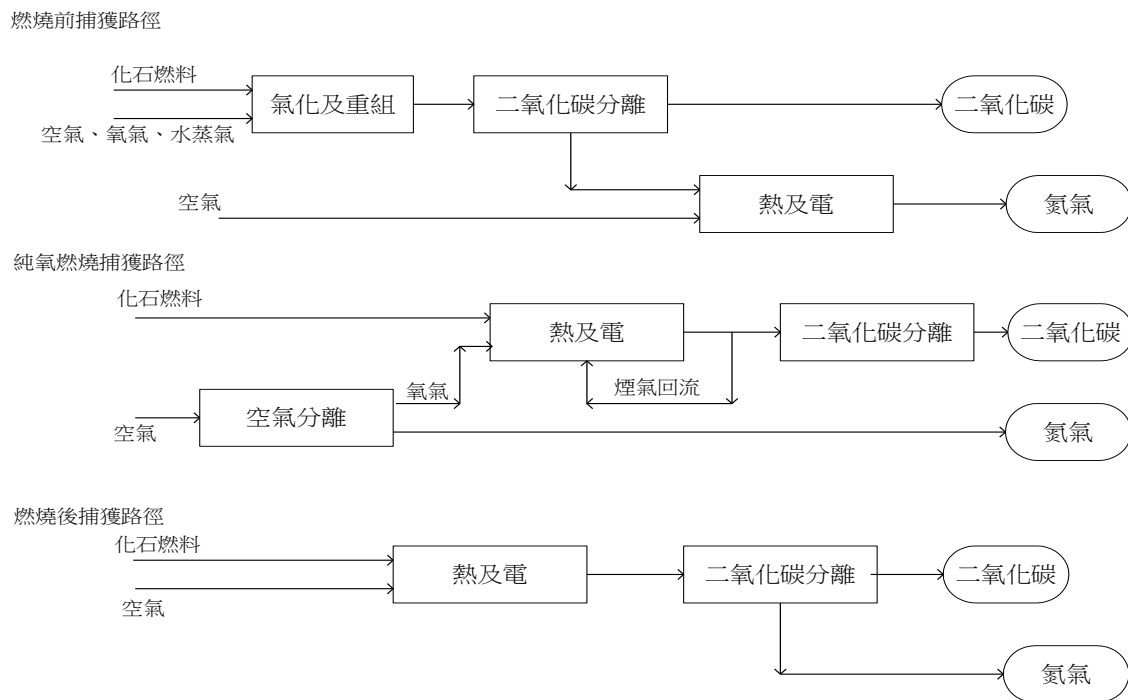 燃燒前捕獲路徑
化石燃料
空氣、氧氣、水蒸氣
氣化及重組
二氧化碳分離
二氧化碳
空氣
熱及電
氮氣
純氧燃燒捕獲路徑
化石燃料
熱及電
二氧化碳分離
二氧化碳
氧氣
煙氣回流
空氣
空氣分離
氮氣
燃燒後捕獲路徑
化石燃料
空氣
熱及電
二氧化碳分離
二氧化碳
氮氣